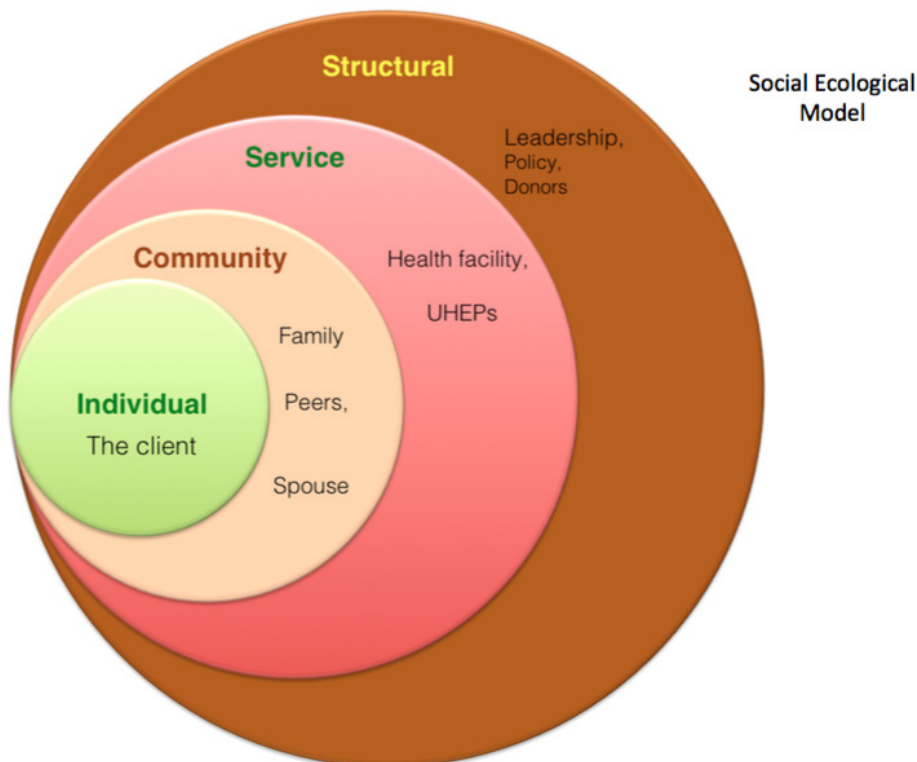 Structural
Social Ecological
Model
Leadership,
Policy,
Donors
Service
Health facility,
UHEPs
Community
Family
Peers,
Spouse
Individual
The client